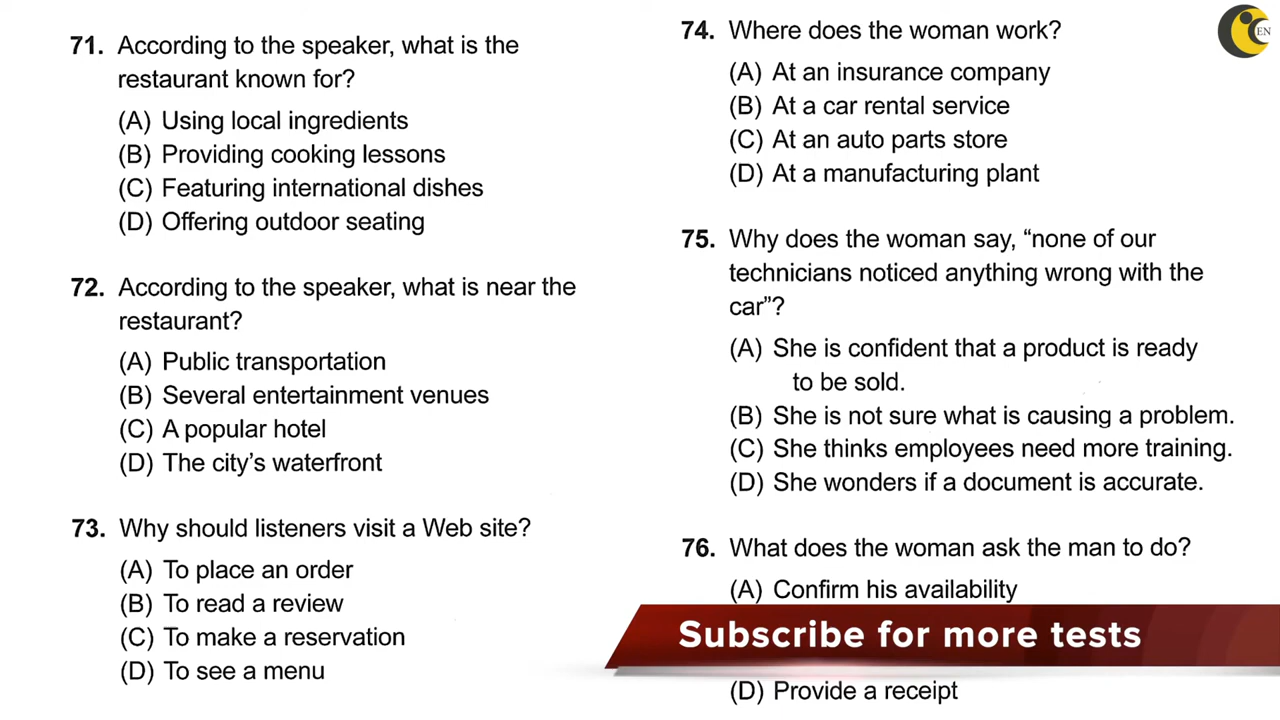 71. According to the speaker, what is the
restaurant known for?
(A) Using local ingredients
(B) Providing cooking lessons
(C) Featuring international dishes
(D) Offering outdoor seating
72. According to the speaker, what is near the
restaurant?
(A) Public transportation
(B) Several entertainment venues
(C) A popular hotel
(D) The city's waterfront
73. Why should listeners visit a Web site?
(A) To place an order
(B) To read a review
(C) To make a reservation
(D) To see a menu
74. Where does the woman work?
(A) At an insurance company
(B) At a car rental service
(C) At an auto parts store
(D) At a manufacturing plant
75. Why does the woman say, “none of our
technicians noticed anything wrong with the
car”?
(A) She is confident that a product is ready
to be sold.
(B) She is not sure what is causing a problem.
(C) She thinks employees need more training.
(D) She wonders if a document is accurate.
76. What does the woman ask the man to do?
(A) Confirm his availability
Subscribe for more tests
(D) Provide a receipt
EN